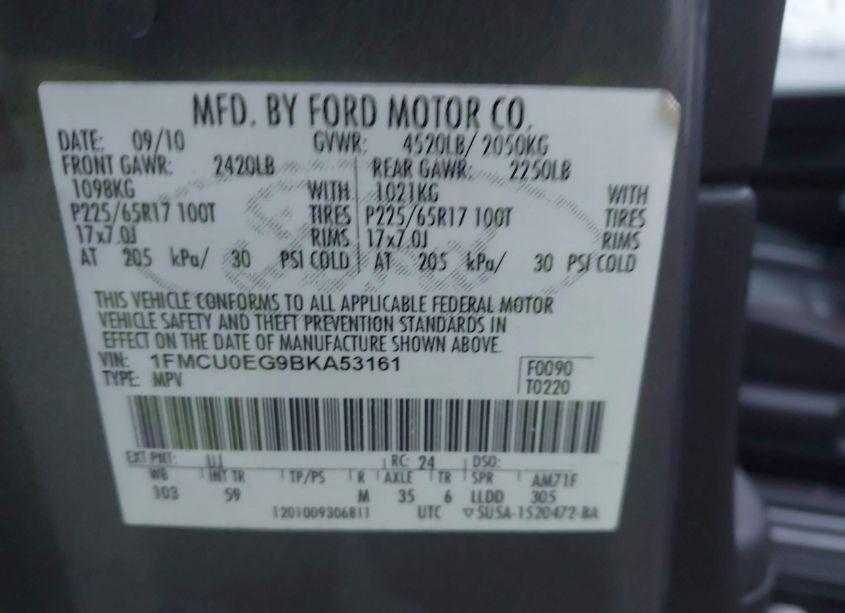 MFD. BY FORD MOTOR CO.
DATE: 09/10 GVWR: 4520LB/ 2050KG
FRONT GAWR: 2420LB REAR GAWR: 2250LB
1098KG WITH 1021KG WITH
P225/65R17 100T TIRES P225/65R17 100T TIRES
17x7.0J RIMS 17x7.0J RIMS
AT 205 kPa/ 30 PSI COLD AT 205 kPa/ 30 PSI COLD
THIS VEHICLE CONFORMS TO ALL APPLICABLE FEDERAL MOTOR
VEHICLE SAFETY AND THEFT PREVENTION STANDARDS IN
EFFECT ON THE DATE OF MANUFACTURE SHOWN ABOVE.
VIN: 1FMCU0EG9BKA53161 F0090
TYPE: MPV T0220
EXT PNT: UJ RC: 24 DSO:
WB INT TR TP/PS R AXLE TR SPR AM71F
103 59 M 35 6 LLDD 305
1201009306811 UTC ▽ 5U5A-1520472-BA